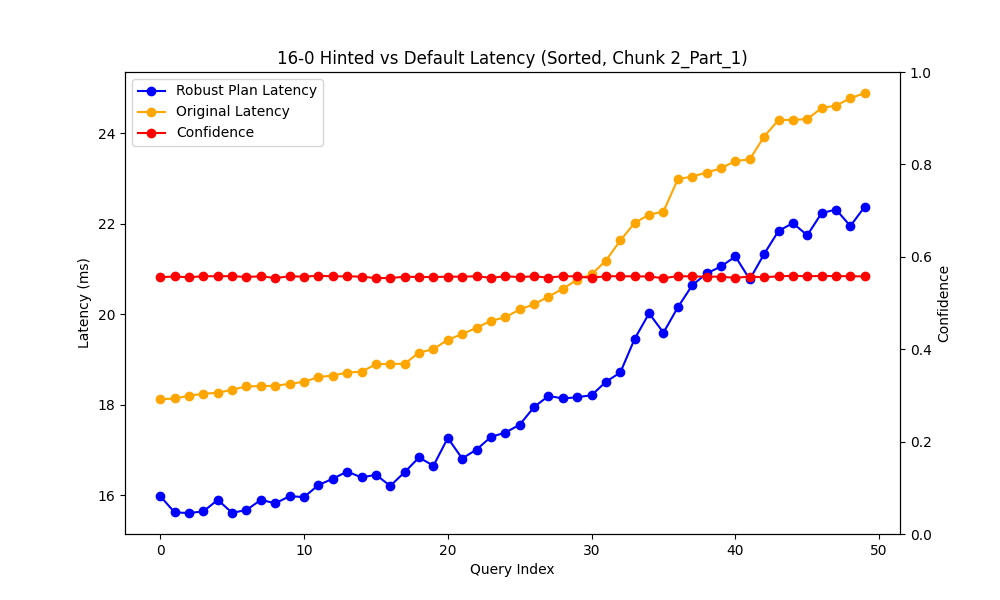 16-0 Hinted vs Default Latency (Sorted, Chunk 2_Part_1)
Robust Plan Latency
Original Latency
Confidence
Latency (ms)
24
22
20
18
16
1.0
0.8
0.6
0.4
0.2
0.0
Confidence
0 10 20 30 40 50
Query Index